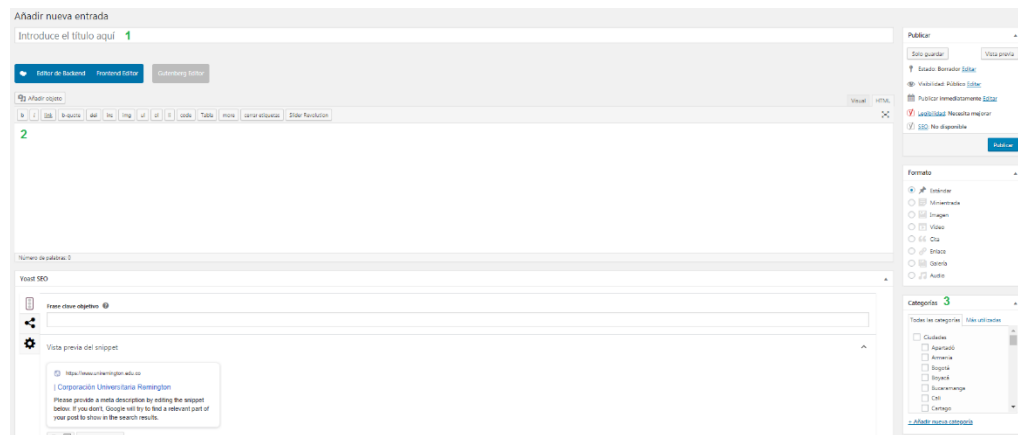 Añadir nueva entrada
Introduce el título aquí 1
Editor de Backend Frontend Editor Gutenberg Editor
Añadir objeto
Visual HTML
b i link b-quote del ins img ul ol li code Table more cerrar etiquetas Slider Revolution
2
Número de palabras: 0
Yoast SEO
Frase clave objetivo
Vista previa del snippet
https://www.uniremington.edu.co
| Corporación Universitaria Remington
Please provide a meta description by editing the snippet
below. If you don't, Google will try to find a relevant part of
your post to show in the search results.
Publicar
Solo guardar Vista previa
Estado: Borrador Editar
Visibilidad: Público Editar
Publicar inmediatamente Editar
Legibilidad: Necesita mejorar
SEO: No disponible
Publicar
Formato
Estándar
Minientrada
Imagen
Vídeo
Cita
Enlace
Galería
Audio
Categorías 3
Todas las categorías Más utilizadas
Ciudades
Apartadó
Armenia
Bogotá
Boyacá
Bucaramanga
Cali
Cartago
+ Añadir nueva categoría